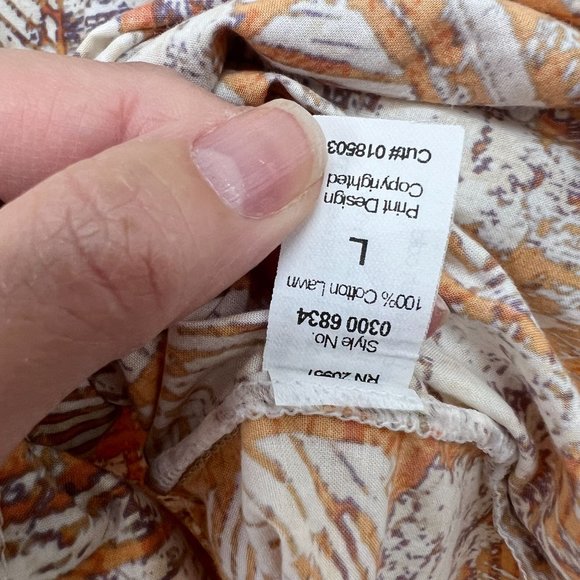 Style No.
0300 6834
100% Cotton Lawn
L
Print Design
Copyrighted
Cut# 018503